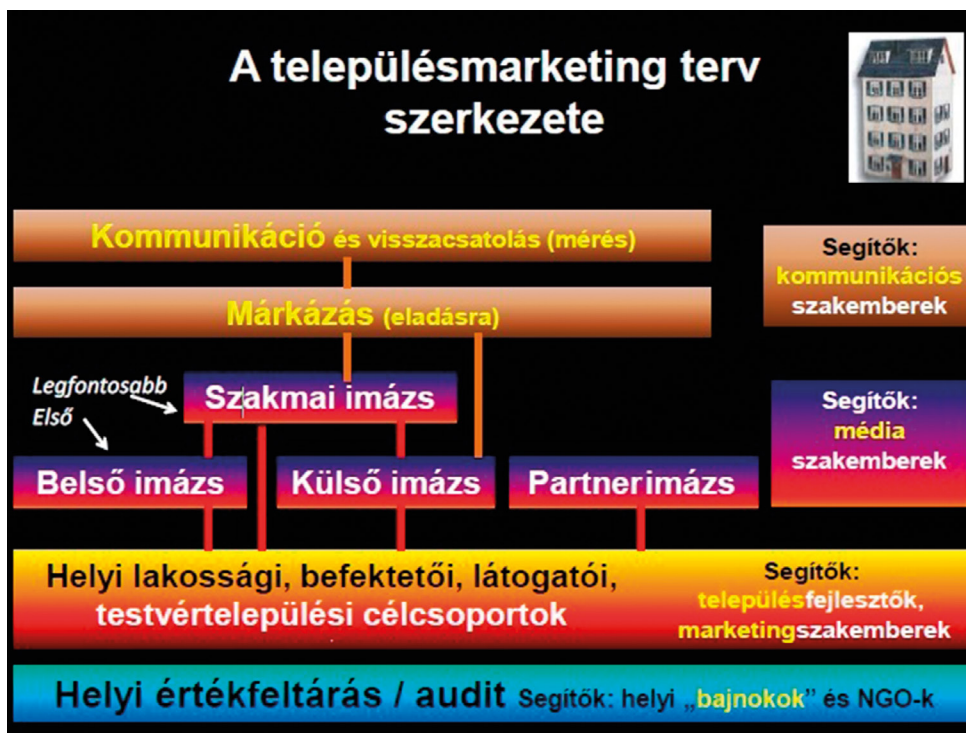 A településmarketing terv
szerkezete
Kommunikáció és visszacsatolás (mérés)
Segítők:
kommunikációs
szakemberek
Márkázás (eladásra)
Legfontosabb
Első
Szakmai imázs
Segítők:
média
szakemberek
Belső imázs
Külső imázs
Partnerimázs
Helyi lakossági, befektetői, látogatói,
testvértelepülési célcsoportok
Segítők:
településfejlesztők,
marketingszakemberek
Helyi értékfeltárás / audit Segítők: helyi „bajnokok” és NGO-k